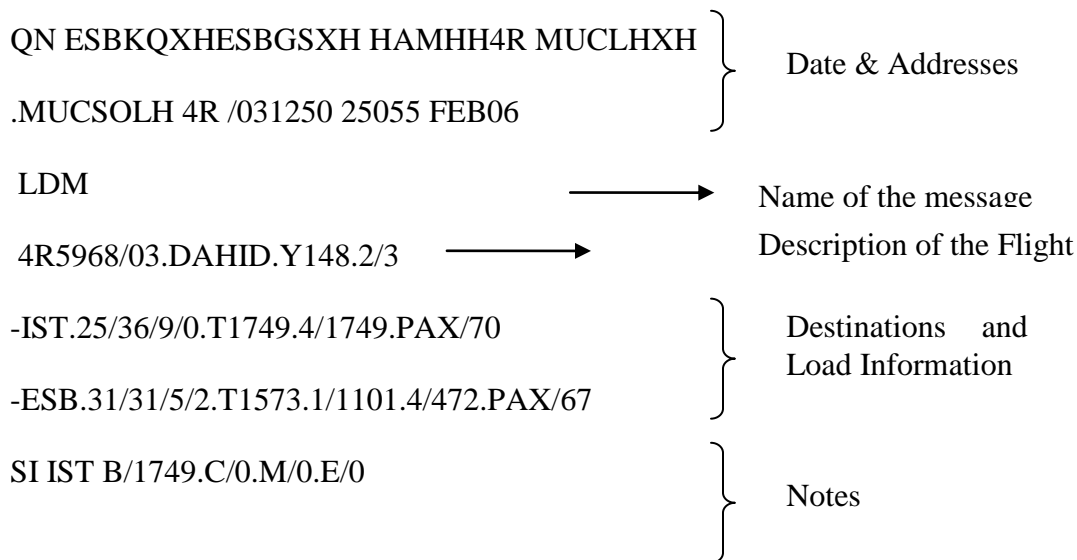 QN ESBKQXHESBGSXH HAMHH4R MUCLHXH
Date & Addresses
.MUCSOLH 4R /031250 25055 FEB06
LDM
Name of the message
4R5968/03.DAHID.Y148.2/3
Description of the Flight
-IST.25/36/9/0.T1749.4/1749.PAX/70
Destinations and
Load Information
-ESB.31/31/5/2.T1573.1/1101.4/472.PAX/67
SI IST B/1749.C/0.M/0.E/0
Notes